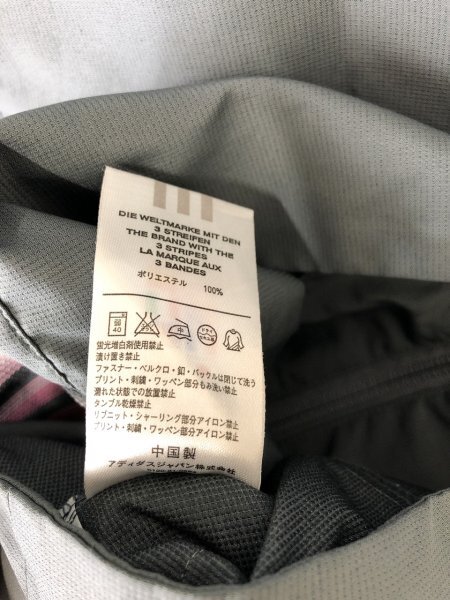 DIE WELTMARKE MIT DEN
3 STREIFEN
THE BRAND WITH THE
3 STRIPES
LA MARQUE AUX
3 BANDES
ポリエステル 100%
弱
40
中
ドライ
蛍光増白剤使用禁止
漬け置き禁止
ファスナー・ベルクロ・釦・バックルは閉じて洗う
プリント・刺繍・ワッペン部分もみ洗い禁止
濡れた状態での放置禁止
タンブル乾燥禁止
リブニット・シャーリング部分アイロン禁止
プリント・刺繍・ワッペン部分アイロン禁止
中国製
アディダスジャパン株式会社